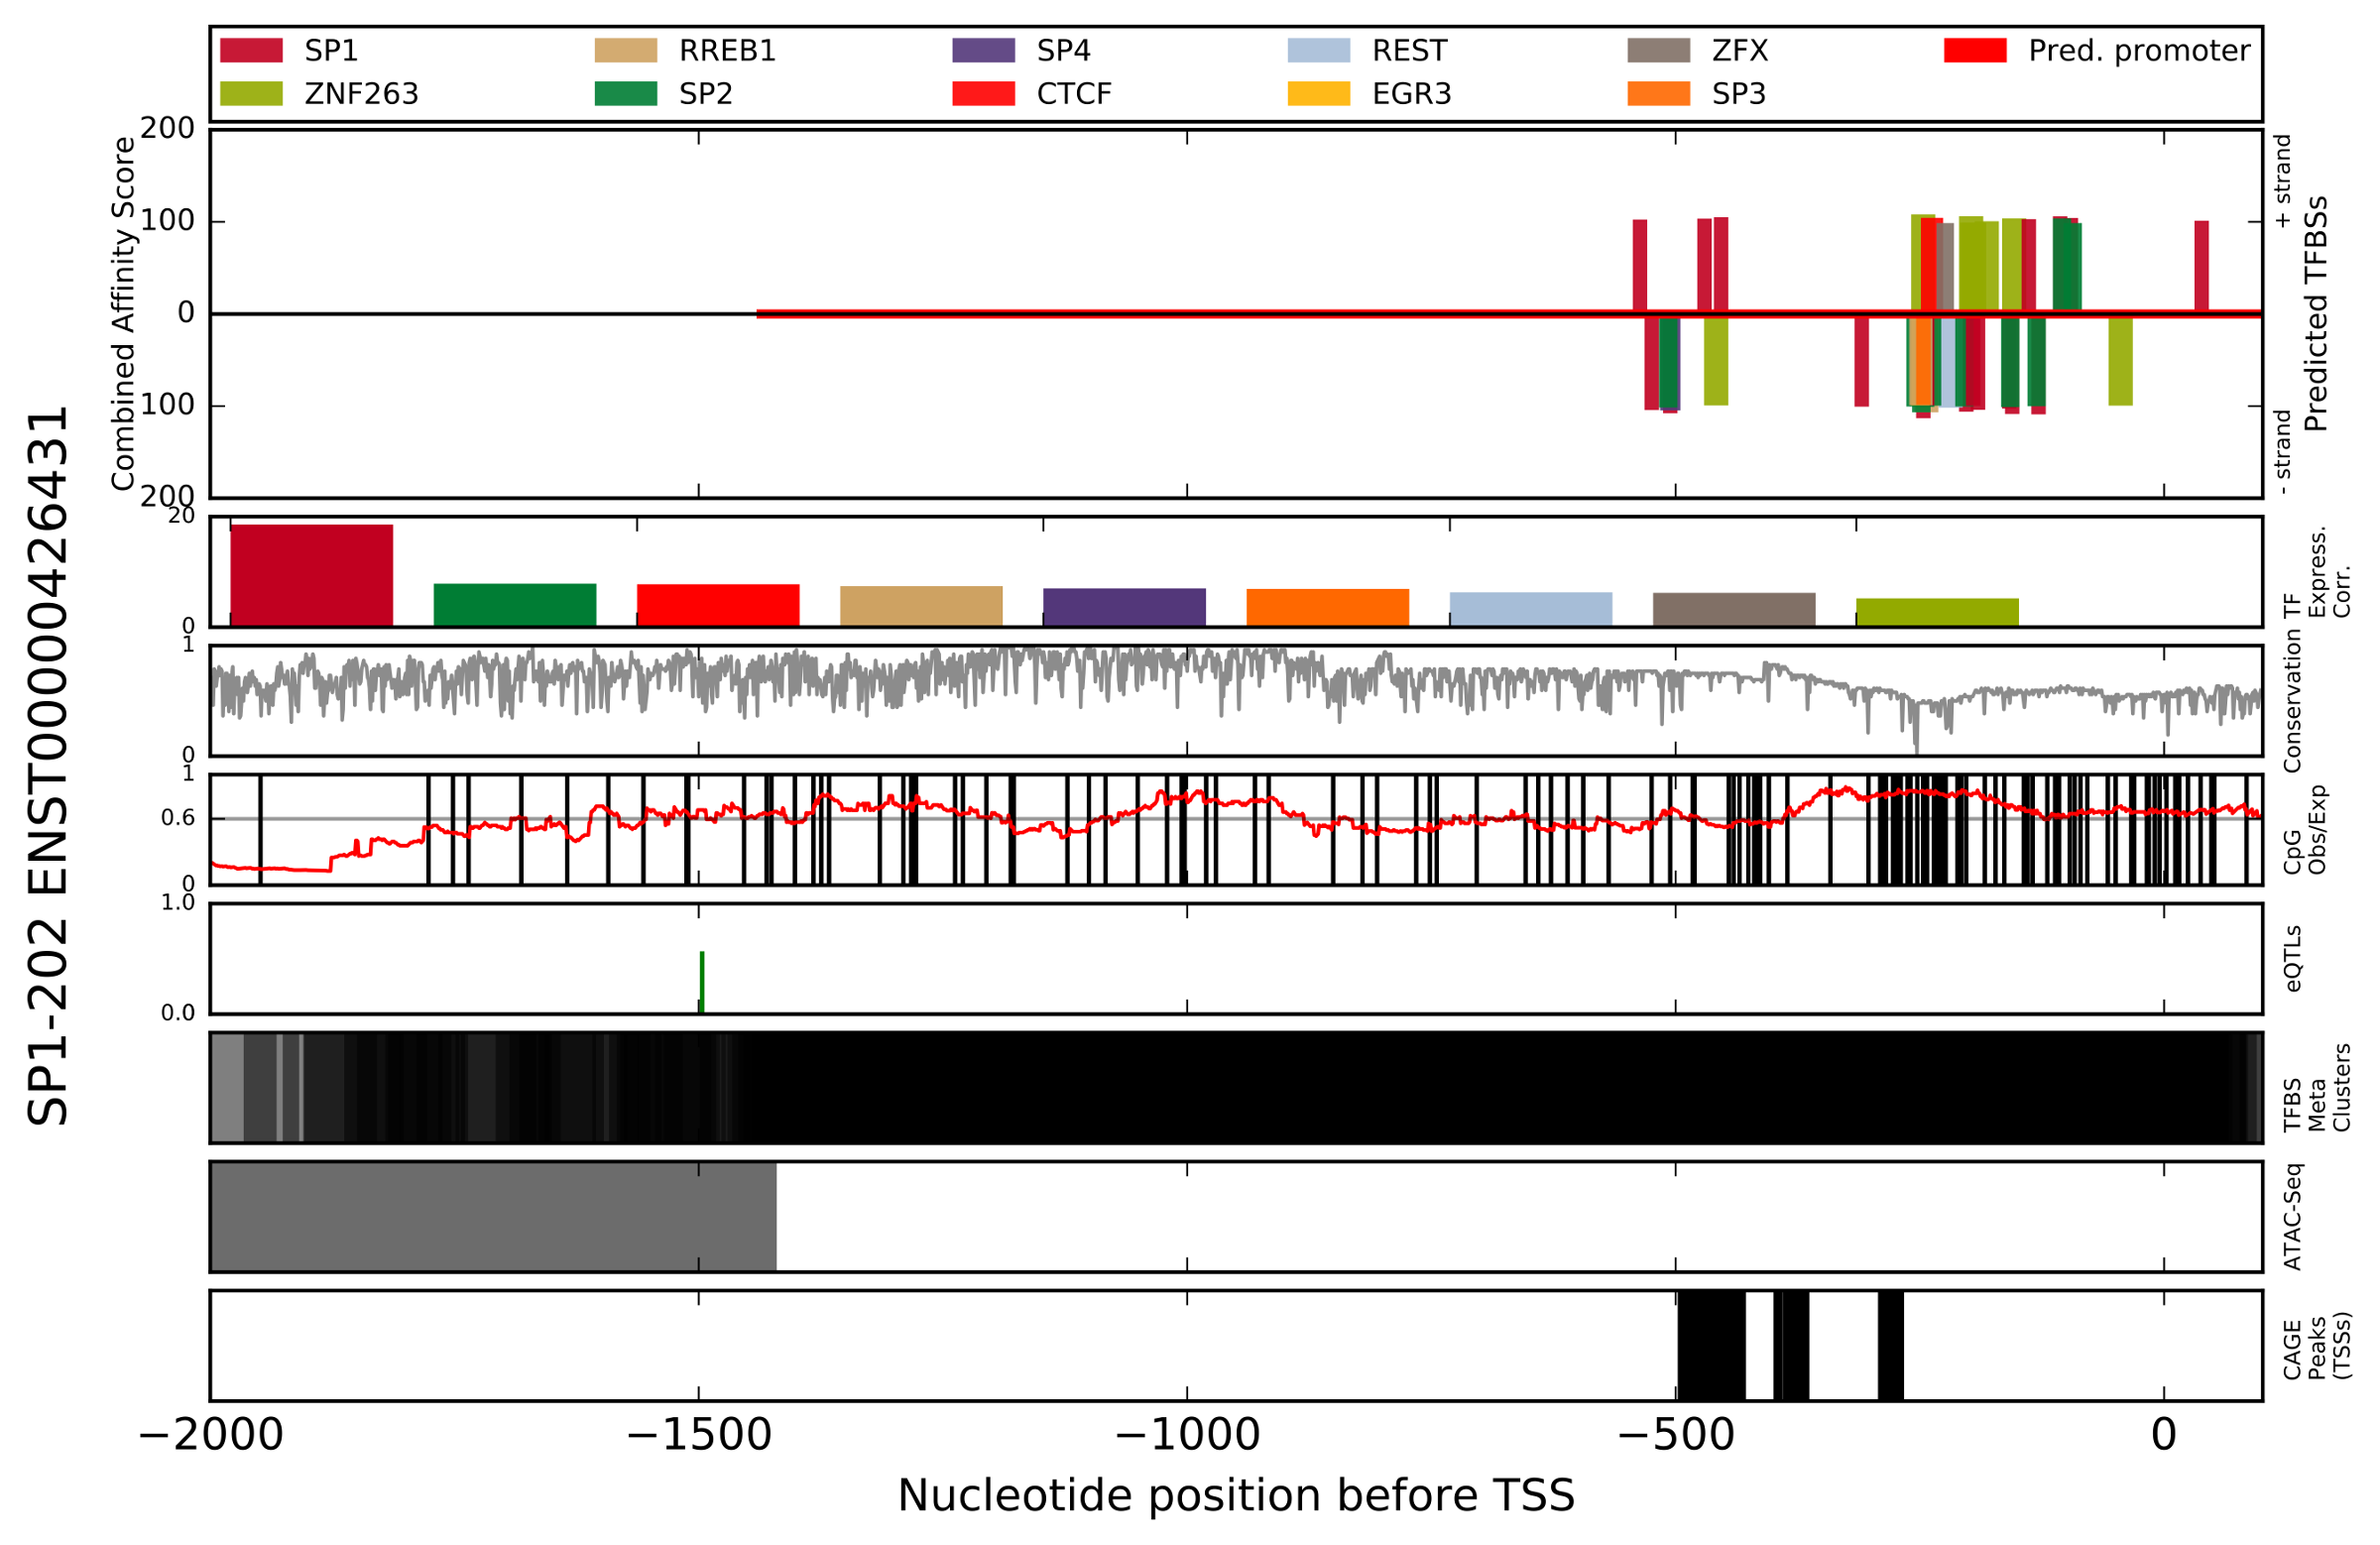 SP1 RREB1 SP4 REST ZFX Pred. promoter
ZNF263 SP2 CTCF EGR3 SP3
SP1-202 ENST00000426431
Combined Affinity Score
200
100
0
100
200
+ strand
- strand
Predicted TFBSs
20
0
TF
Express.
Corr.
1
0
Conservation
1
0.6
0
CpG
Obs/Exp
1.0
0.0
eQTLs
TFBS
Meta
Clusters
ATAC-Seq
CAGE
Peaks
(TSSs)
−2000 −1500 −1000 −500 0
Nucleotide position before TSS